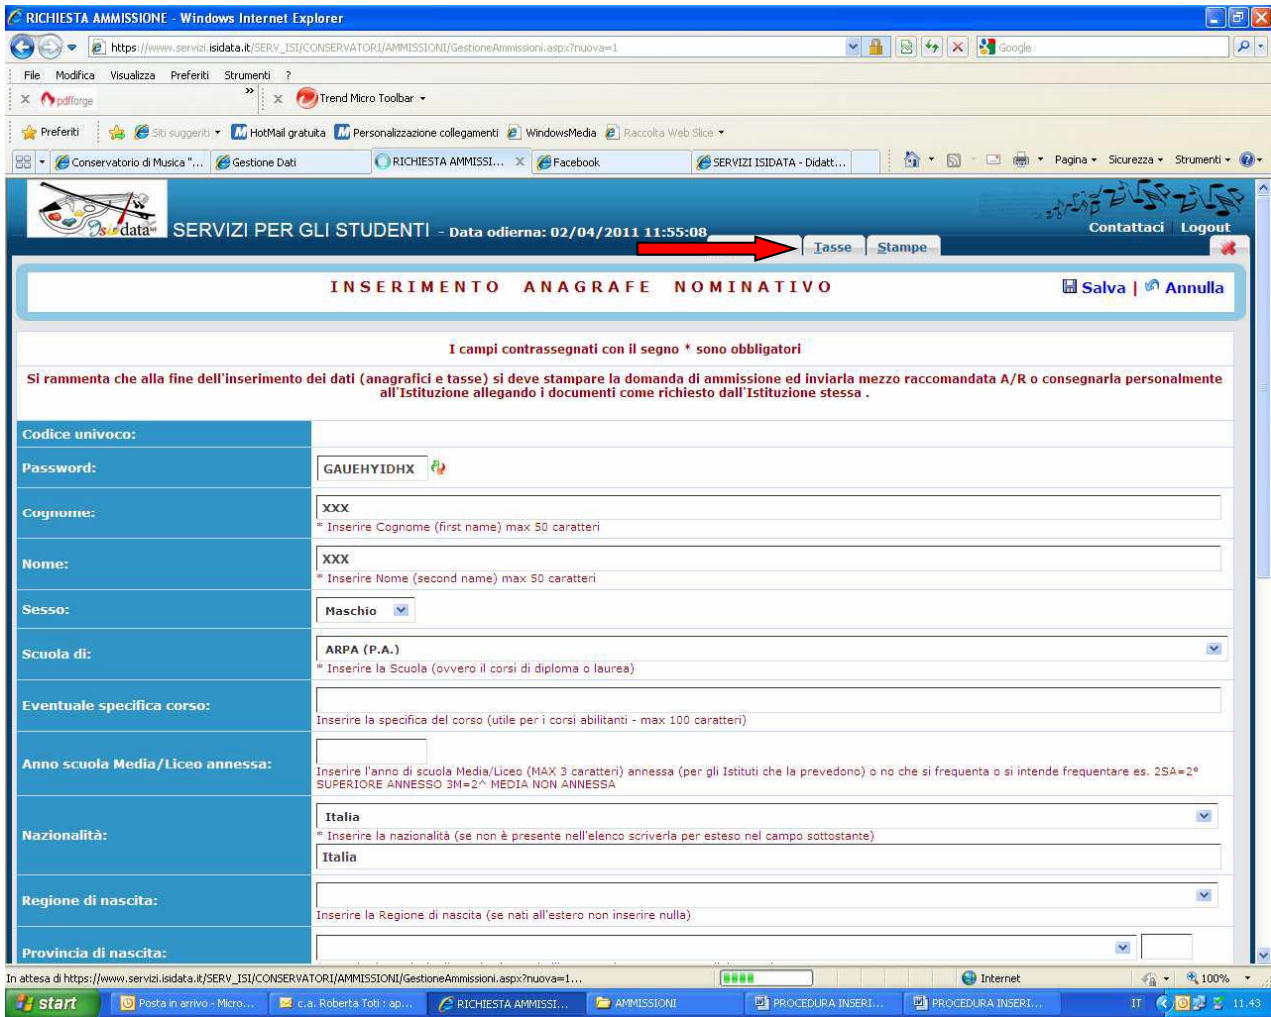 RICHIESTA AMMISSIONE - Windows Internet Explorer
https://www.servizi.isidata.it/SERV_ISI/CONSERVATORI/AMMISSIONI/GestioneAmmissioni.aspx?nuova=1
Google
File Modifica Visualizza Preferiti Strumenti ?
x pdfforge » x Trend Micro Toolbar
Preferiti Siti suggeriti HotMail gratuita Personalizzazione collegamenti WindowsMedia Raccolta Web Slice
Conservatorio di Musica "... Gestione Dati RICHIESTA AMMISSI... X Facebook SERVIZI ISIDATA - Didatt... Pagina Sicurezza Strumenti
Isidata SERVIZI PER GLI STUDENTI - Data odierna: 02/04/2011 11:55:08
Contattaci Logout
Tasse Stampe
INSERIMENTO ANAGRAFE NOMINATIVO Salva | Annulla
I campi contrassegnati con il segno * sono obbligatori
Si rammenta che alla fine dell'inserimento dei dati (anagrafici e tasse) si deve stampare la domanda di ammissione ed inviarla mezzo raccomandata A/R o consegnarla personalmente
all'Istituzione allegando i documenti come richiesto dall'Istituzione stessa .
Codice univoco:
Password: GAUEHYIDHX
Cognome: XXX
* Inserire Cognome (first name) max 50 caratteri
Nome: XXX
* Inserire Nome (second name) max 50 caratteri
Sesso: Maschio
Scuola di: ARPA (P.A.)
* Inserire la Scuola (ovvero il corsi di diploma o laurea)
Eventuale specifica corso:
Inserire la specifica del corso (utile per i corsi abilitanti - max 100 caratteri)
Anno scuola Media/Liceo annessa:
Inserire l'anno di scuola Media/Liceo (MAX 3 caratteri) annessa (per gli Istituti che la prevedono) o no che si frequenta o si intende frequentare es. 2SA=2°
SUPERIORE ANNESSO 3M=2^ MEDIA NON ANNESSA
Nazionalità: Italia
* Inserire la nazionalità (se non è presente nell'elenco scriverla per esteso nel campo sottostante)
Italia
Regione di nascita:
Inserire la Regione di nascita (se nati all'estero non inserire nulla)
Provincia di nascita:
In attesa di https://www.servizi.isidata.it/SERV_ISI/CONSERVATORI/AMMISSIONI/GestioneAmmissioni.aspx?nuova=1... Internet 100%
start Posta in arrivo - Micro... c.a. Roberta Toti : ap... RICHIESTA AMMISSI... AMMISSIONI PROCEDURA INSERI... PROCEDURA INSERI... IT 11.43